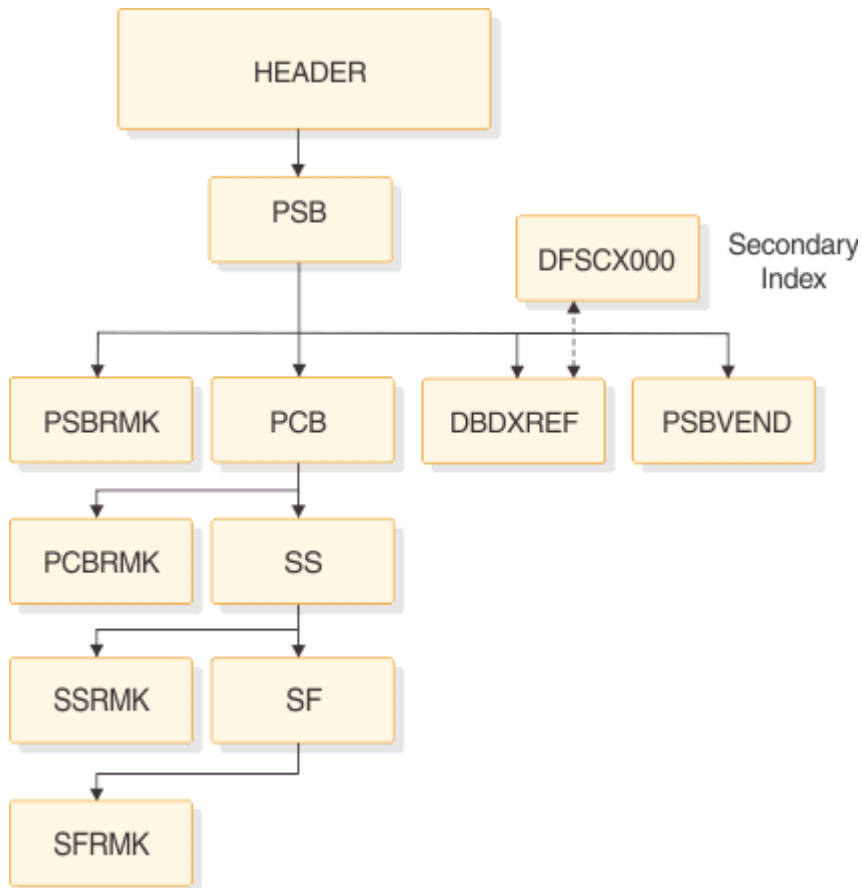 HEADER
PSB
DFSCX000
Secondary
Index
PSBRMK
PCB
DBDXREF
PSBVEND
PCBRMK
SS
SSRMK
SF
SFRMK